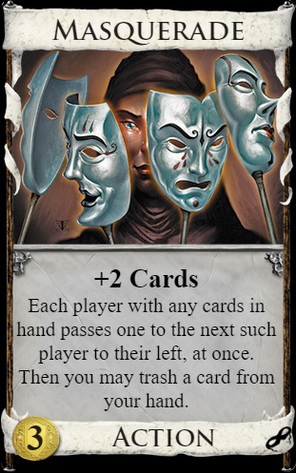 MASQUERADE
+2 Cards
Each player with any cards in
hand passes one to the next such
player to their left, at once.
Then you may trash a card from
your hand.
3
ACTION